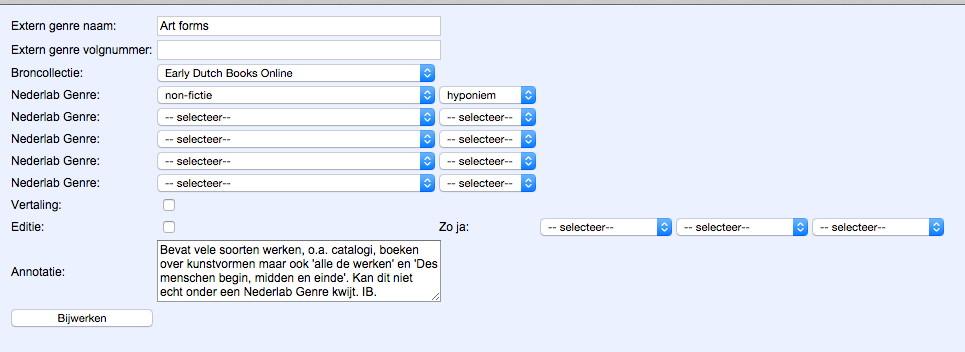 Extern genre naam: Art forms
Extern genre volgnummer:
Broncollectie: Early Dutch Books Online
Nederlab Genre: non-fictie hyponiem
Nederlab Genre: -- selecteer-- -- selecteer--
Nederlab Genre: -- selecteer-- -- selecteer--
Nederlab Genre: -- selecteer-- -- selecteer--
Nederlab Genre: -- selecteer-- -- selecteer--
Vertaling:
Editie: Zo ja: -- selecteer-- -- selecteer-- -- selecteer--
Annotatie:
Bevat vele soorten werken, o.a. catalogi, boeken
over kunstvormen maar ook 'alle de werken' en 'Des
menschen begin, midden en einde'. Kan dit niet
echt onder een Nederlab Genre kwijt. IB.
Bijwerken